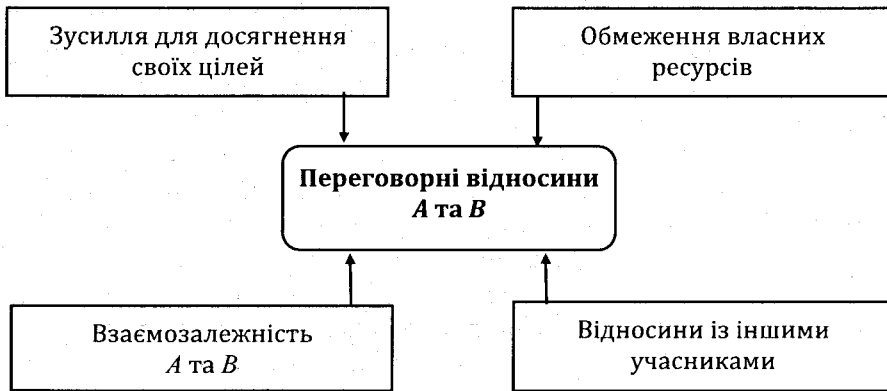 Зусилля для досягнення
своїх цілей
Обмеження власних
ресурсів
Переговорні відносини
А та В
Взаємозалежність
А та В
Відносини із іншими
учасниками